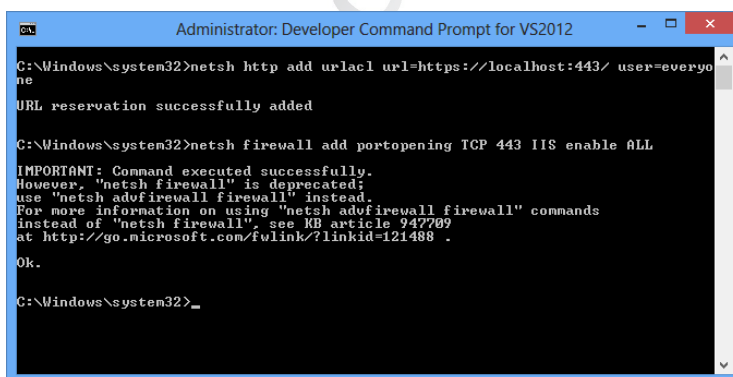 Administrator: Developer Command Prompt for VS2012
C:\Windows\system32>netsh http add urlacl url=https://localhost:443/ user=everyo
ne
URL reservation successfully added
C:\Windows\system32>netsh firewall add portopening TCP 443 IIS enable ALL
IMPORTANT: Command executed successfully.
However, "netsh firewall" is deprecated;
use "netsh advfirewall firewall" instead.
For more information on using "netsh advfirewall firewall" commands
instead of "netsh firewall", see KB article 947709
at http://go.microsoft.com/fwlink/?linkid=121488 .
Ok.
C:\Windows\system32>_